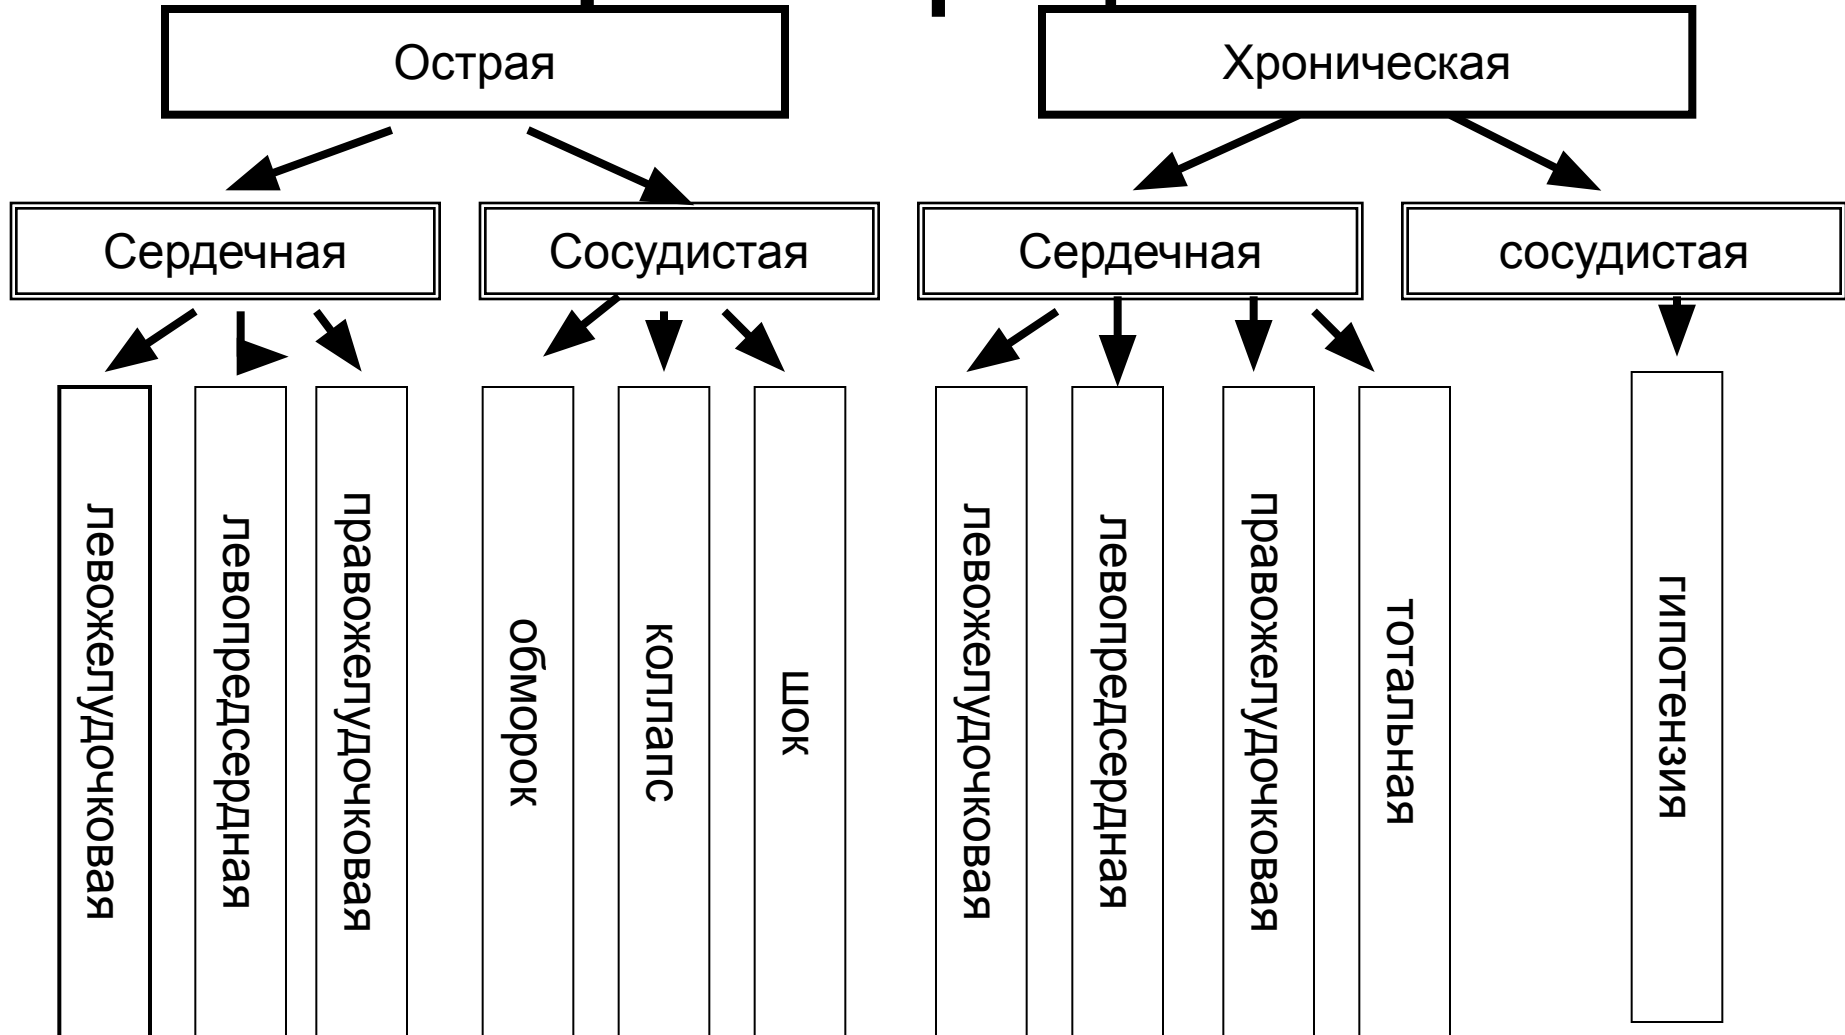 Острая
Хроническая
Сердечная
Сосудистая
Сердечная
сосудистая
левожелудочковая
левопредсердная
правожелудочковая
обморок
коллапс
шок
левожелудочковая
левопредсердная
правожелудочковая
тотальная
гипотензия